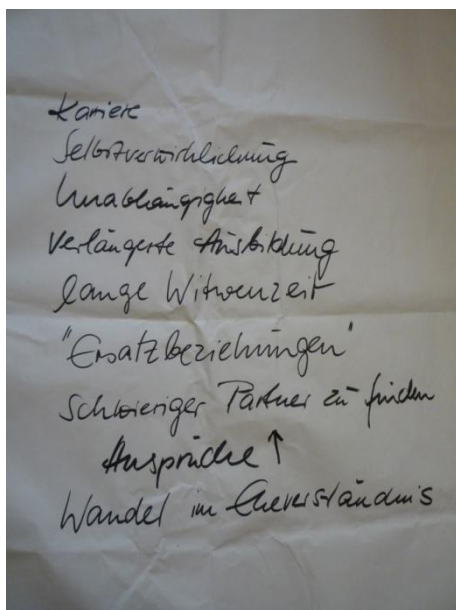 Karriere
Selbstverwirklichung
Unabhängigkeit
Verlängerte Ausbildung
lange Witwenzeit
"Ersatzbeziehungen"
Schwieriger Partner zu finden
Ansprüche ↑
Wandel im Eheverständnis